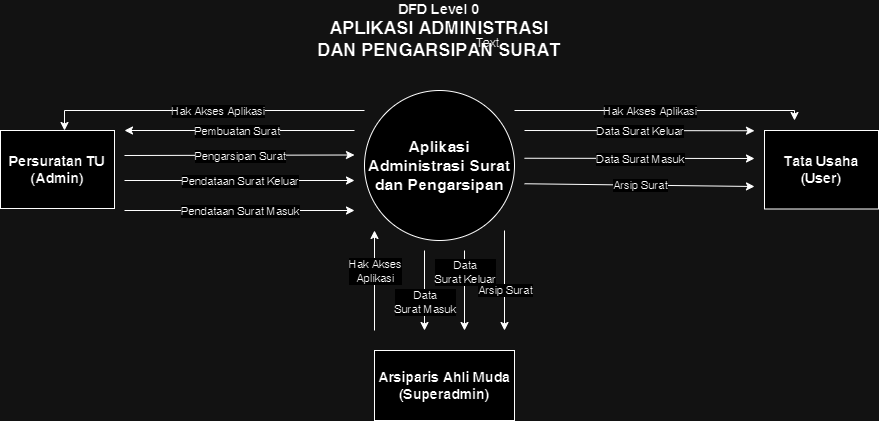 DFD Level 0
APLIKASI ADMINISTRASI
DAN PENGARSIPAN SURAT
Text
Hak Akses Aplikasi
Pembuatan Surat
Pengarsipan Surat
Pendataan Surat Keluar
Pendataan Surat Masuk
Persuratan TU
(Admin)
Aplikasi
Administrasi Surat
dan Pengarsipan
Hak Akses Aplikasi
Data Surat Keluar
Data Surat Masuk
Arsip Surat
Tata Usaha
(User)
Hak Akses
Aplikasi
Data
Surat Masuk
Data
Surat Keluar
Arsip Surat
Arsiparis Ahli Muda
(Superadmin)